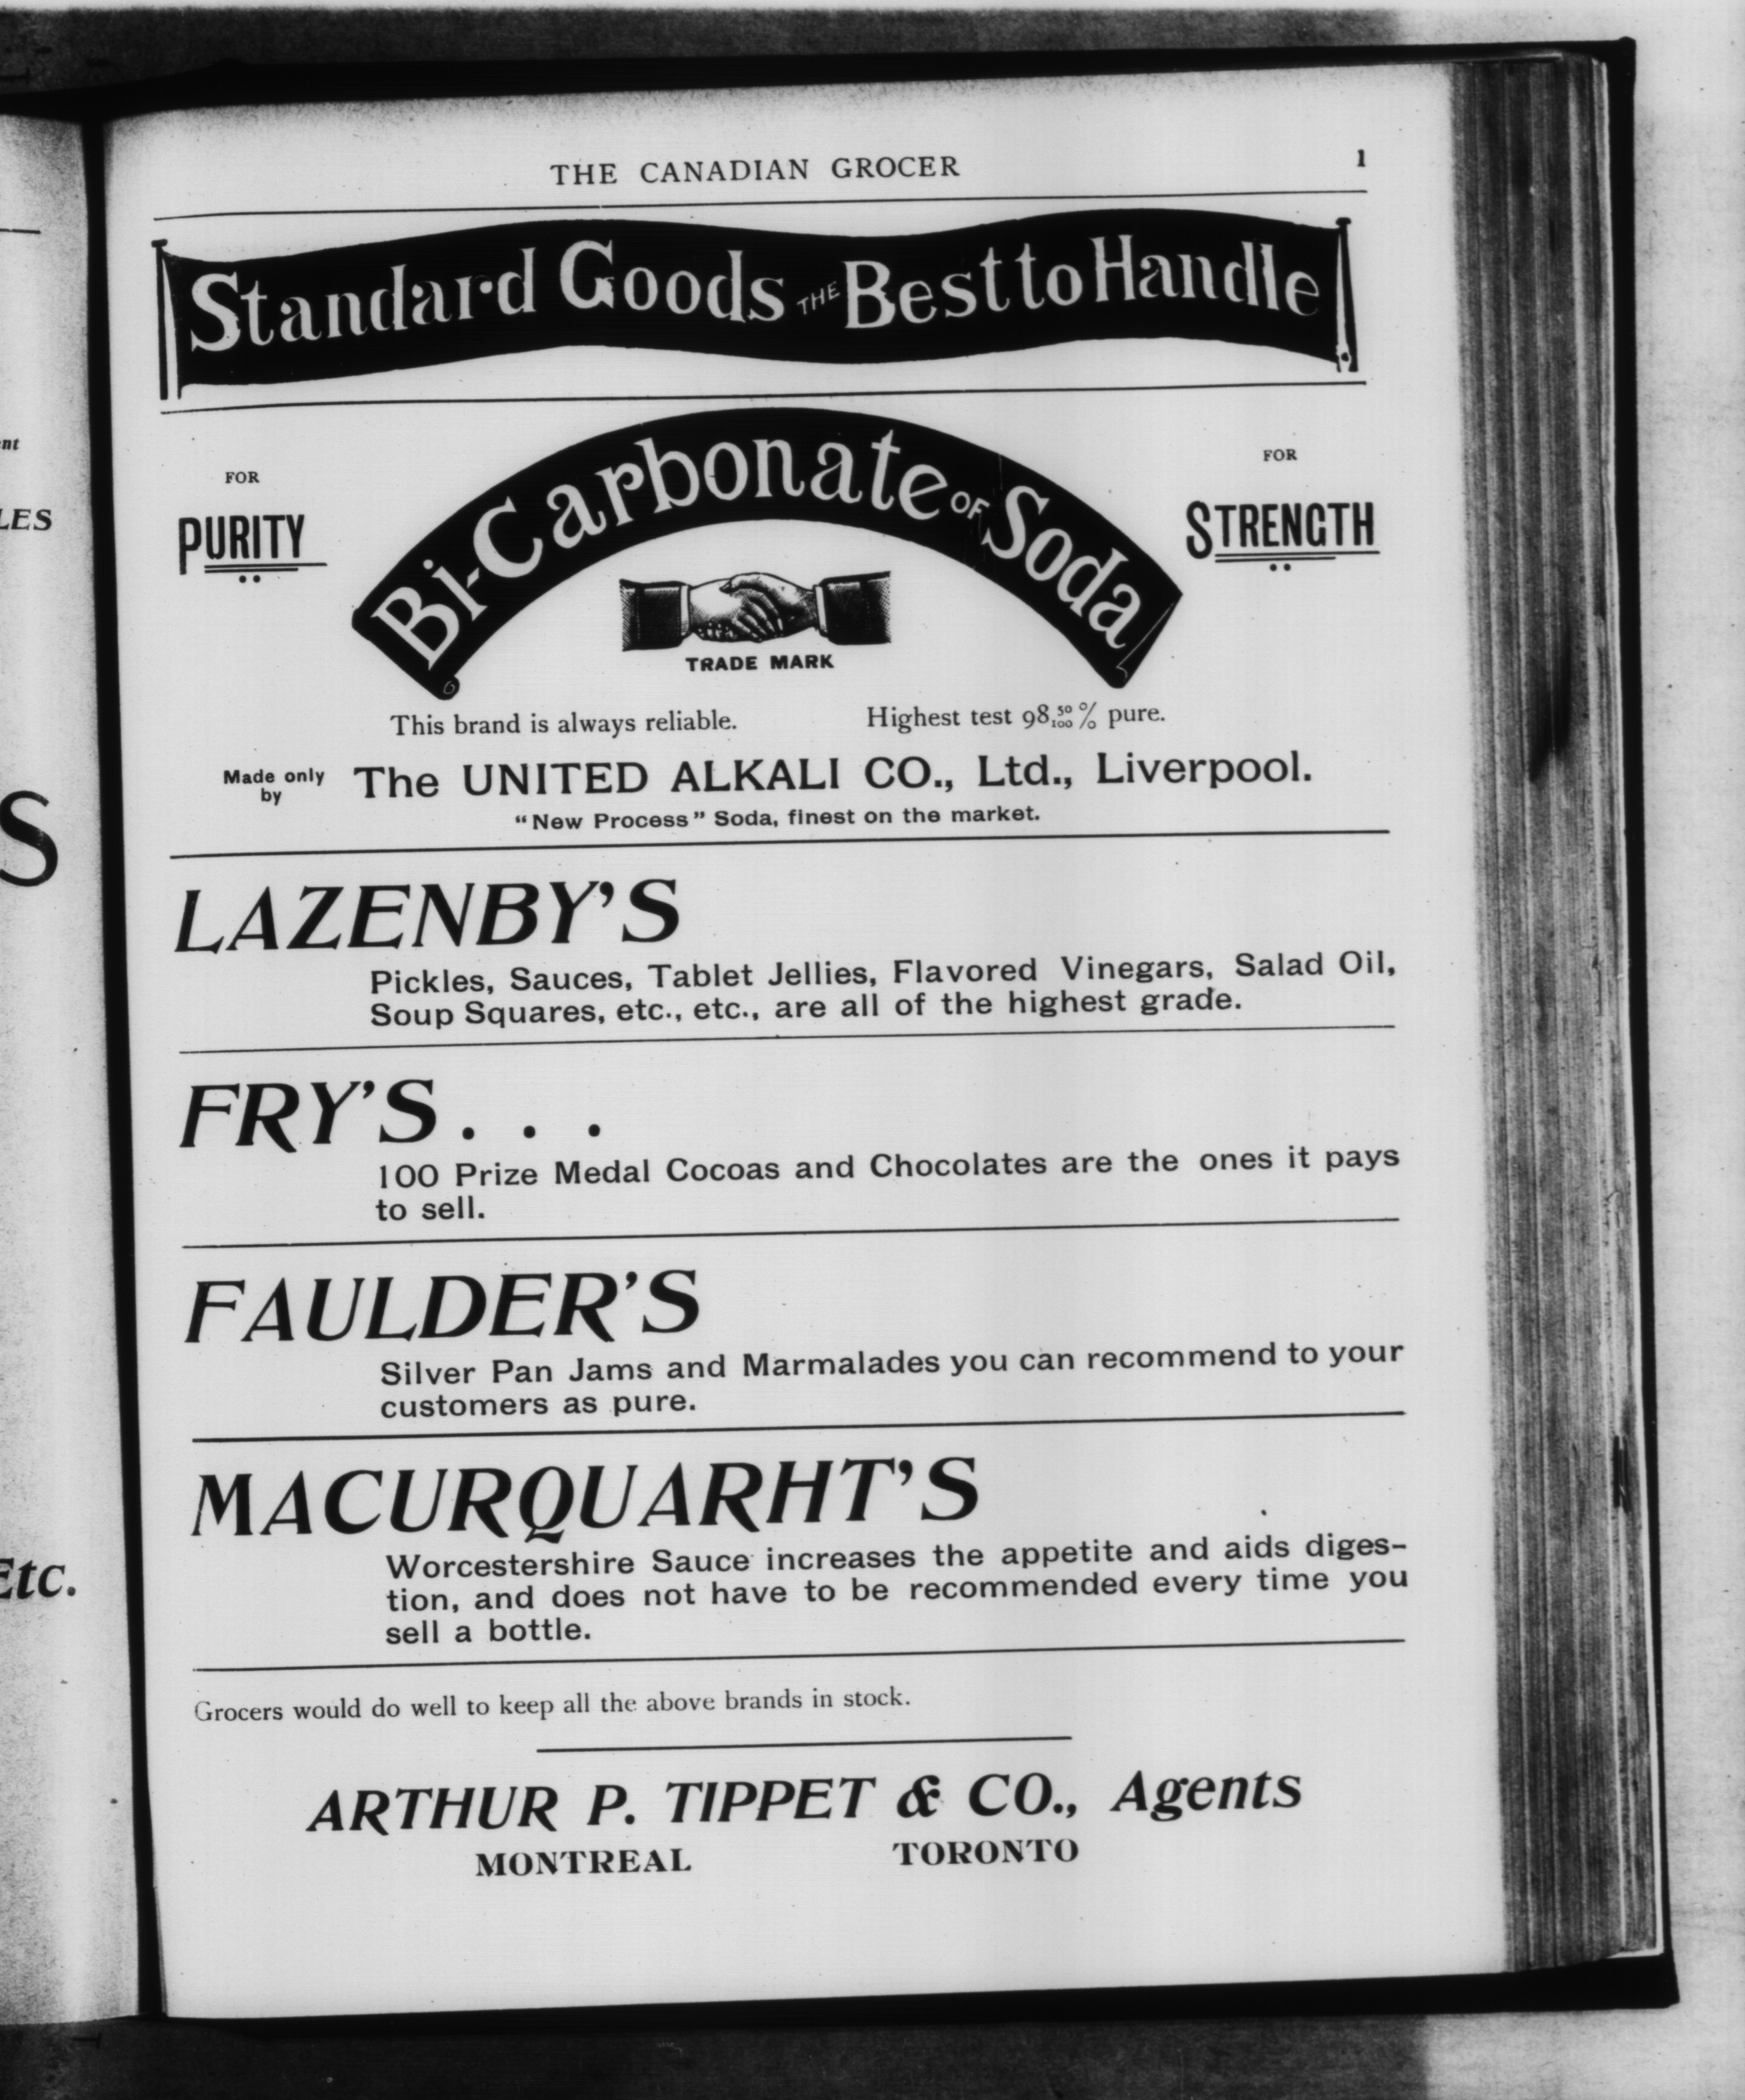 THE CANADIAN GROCER 1
Standard Goods THE Best to Handle
FOR
PURITY
Bi-Carbonate OF Soda
FOR
STRENGTH
TRADE MARK
This brand is always reliable. Highest test 98 50/100 % pure.
Made only by The UNITED ALKALI CO., Ltd., Liverpool.
"New Process" Soda, finest on the market.
LAZENBY'S
Pickles, Sauces, Tablet Jellies, Flavored Vinegars, Salad Oil,
Soup Squares, etc., etc., are all of the highest grade.
FRY'S . . .
100 Prize Medal Cocoas and Chocolates are the ones it pays
to sell.
FAULDER'S
Silver Pan Jams and Marmalades you can recommend to your
customers as pure.
MACURQUARHT'S
Worcestershire Sauce increases the appetite and aids diges-
tion, and does not have to be recommended every time you
sell a bottle.
Grocers would do well to keep all the above brands in stock.
ARTHUR P. TIPPET & CO., Agents
MONTREAL TORONTO
Etc.